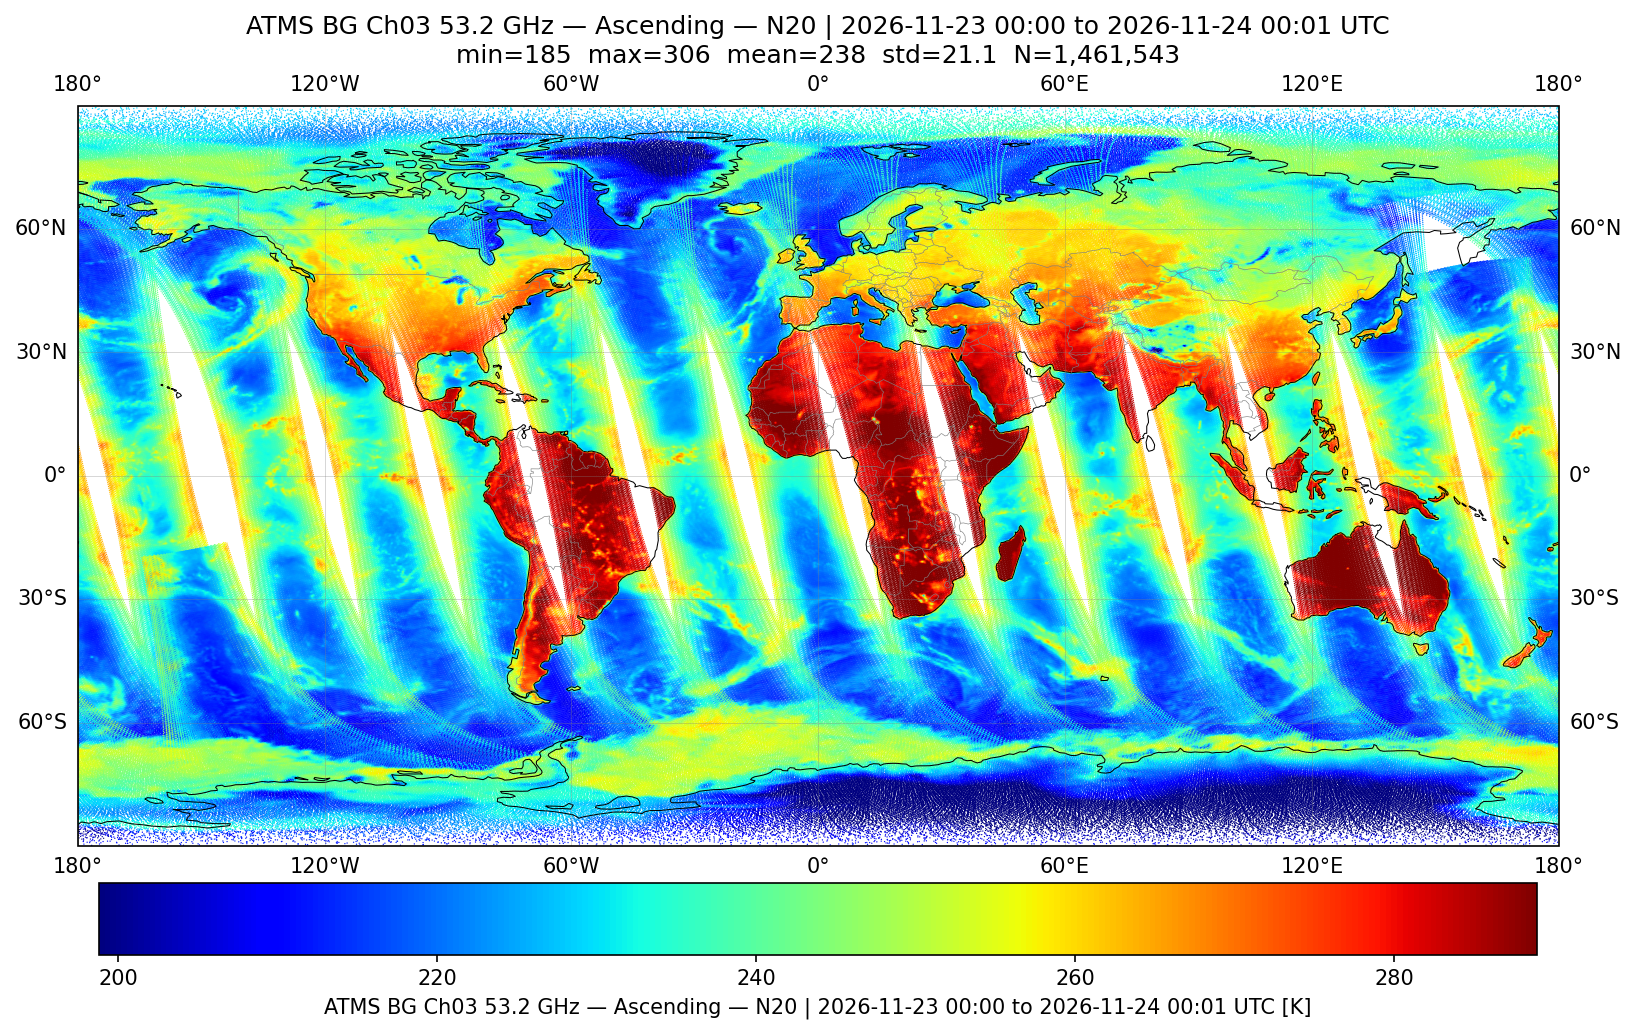 ATMS BG Ch03 53.2 GHz — Ascending — N20 | 2026-11-23 00:00 to 2026-11-24 00:01 UTC
min=185 max=306 mean=238 std=21.1 N=1,461,543
180° 120°W 60°W 0° 60°E 120°E 180°
60°N 60°N
30°N 30°N
0° 0°
30°S 30°S
60°S 60°S
180° 120°W 60°W 0° 60°E 120°E 180°
200 220 240 260 280
ATMS BG Ch03 53.2 GHz — Ascending — N20 | 2026-11-23 00:00 to 2026-11-24 00:01 UTC [K]